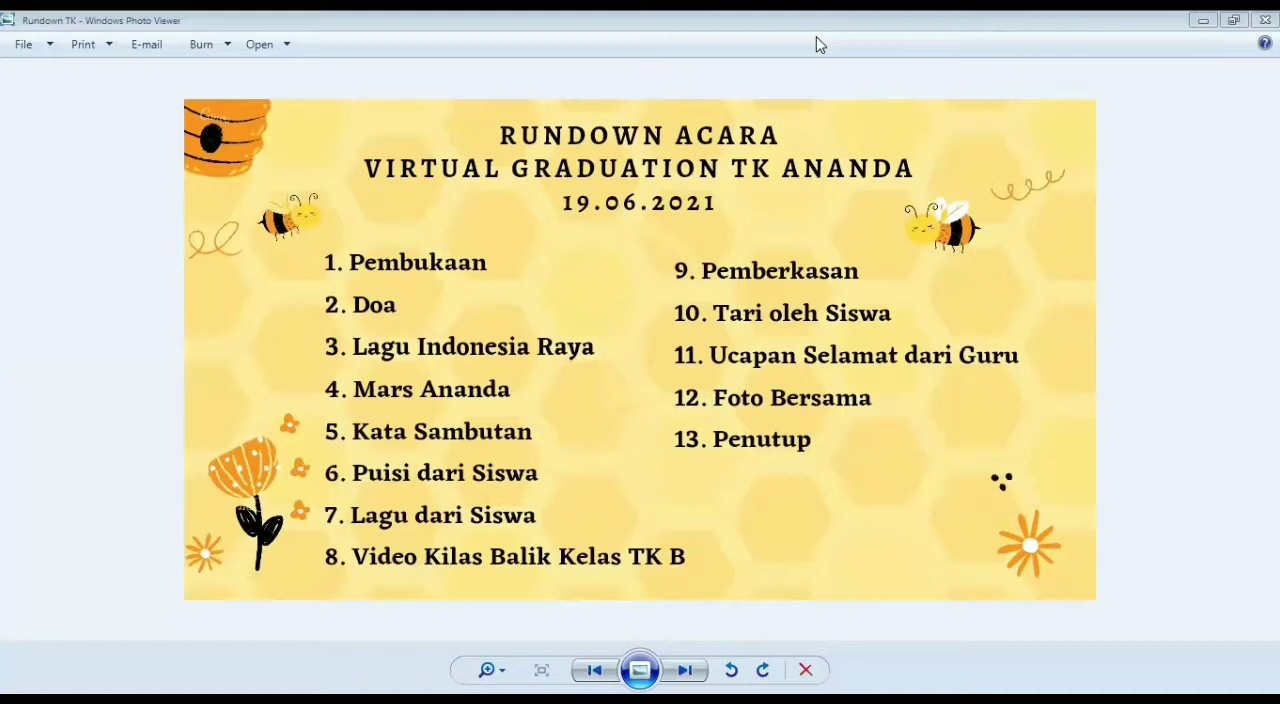 Rundown TK - Windows Photo Viewer
File Print E-mail Burn Open
RUNDOWN ACARA
VIRTUAL GRADUATION TK ANANDA
19.06.2021
1. Pembukaan
2. Doa
3. Lagu Indonesia Raya
4. Mars Ananda
5. Kata Sambutan
6. Puisi dari Siswa
7. Lagu dari Siswa
8. Video Kilas Balik Kelas TK B
9. Pemberkasan
10. Tari oleh Siswa
11. Ucapan Selamat dari Guru
12. Foto Bersama
13. Penutup